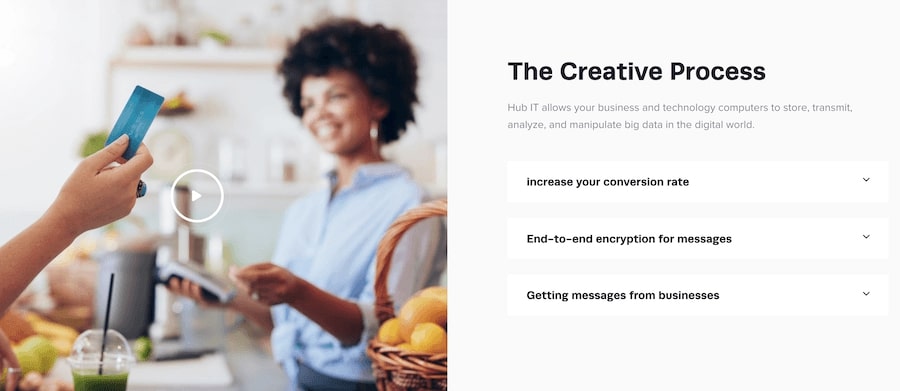 The Creative Process
Hub IT allows your business and technology computers to store, transmit,
analyze, and manipulate big data in the digital world.
increase your conversion rate
End-to-end encryption for messages
Getting messages from businesses